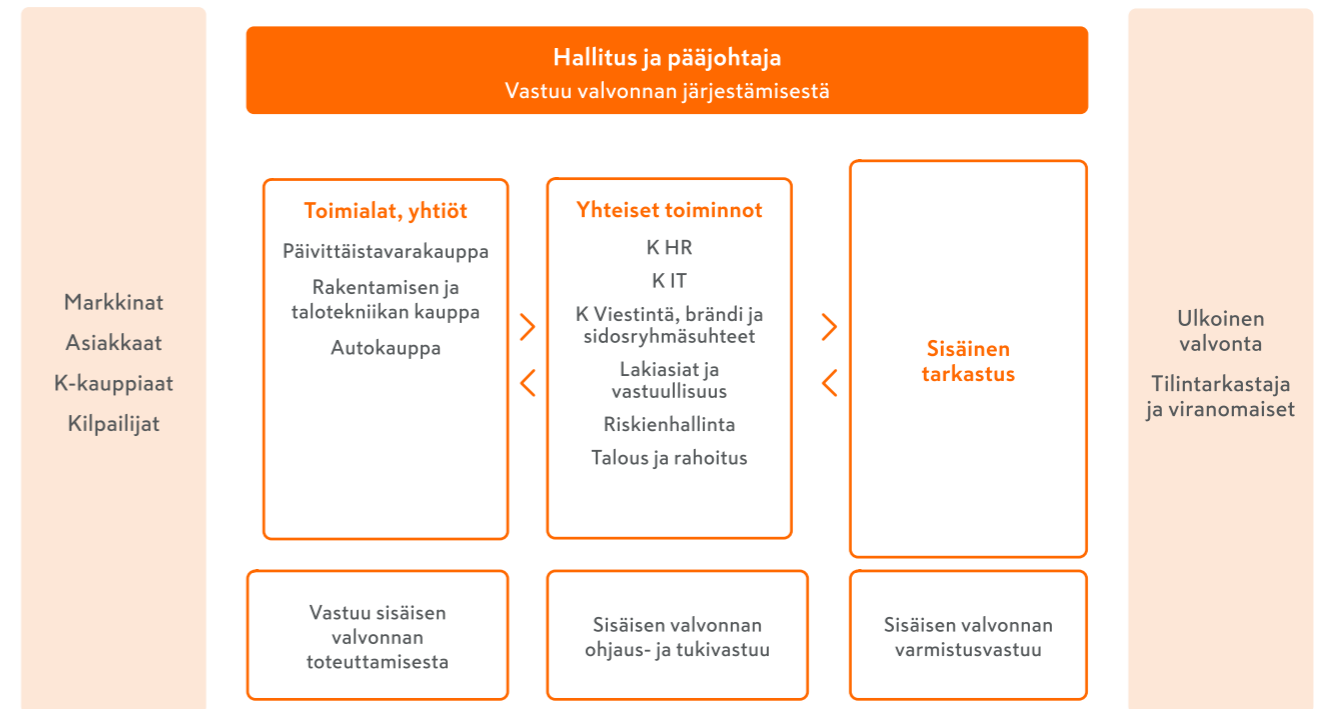 Hallitus ja pääjohtaja
Vastuu valvonnan järjestämisestä
Markkinat
Asiakkaat
K-kauppiaat
Kilpailijat
Toimialat, yhtiöt
Päivittäistavarakauppa
Rakentamisen ja
talotekniikan kauppa
Autokauppa
Yhteiset toiminnot
K HR
K IT
K Viestintä, brändi ja
sidosryhmäsuhteet
Lakiasiat ja
vastuullisuus
Riskienhallinta
Talous ja rahoitus
Sisäinen
tarkastus
Ulkoinen
valvonta
Tilintarkastaja
ja viranomaiset
Vastuu sisäisen
valvonnan
toteuttamisesta
Sisäisen valvonnan
ohjaus- ja tukivastuu
Sisäisen valvonnan
varmistusvastuu